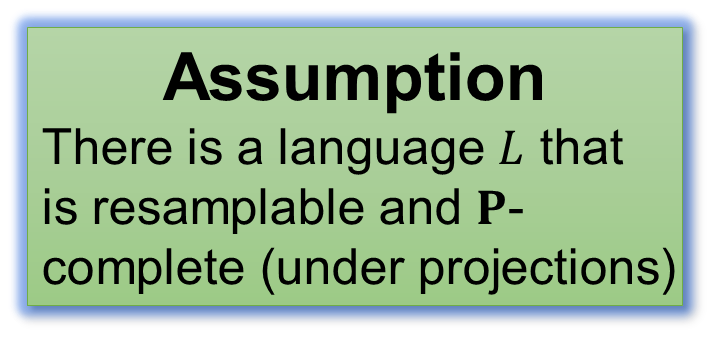 Assumption
There is a language 𝐿 that
is resamplable and 𝐏-
complete (under projections)